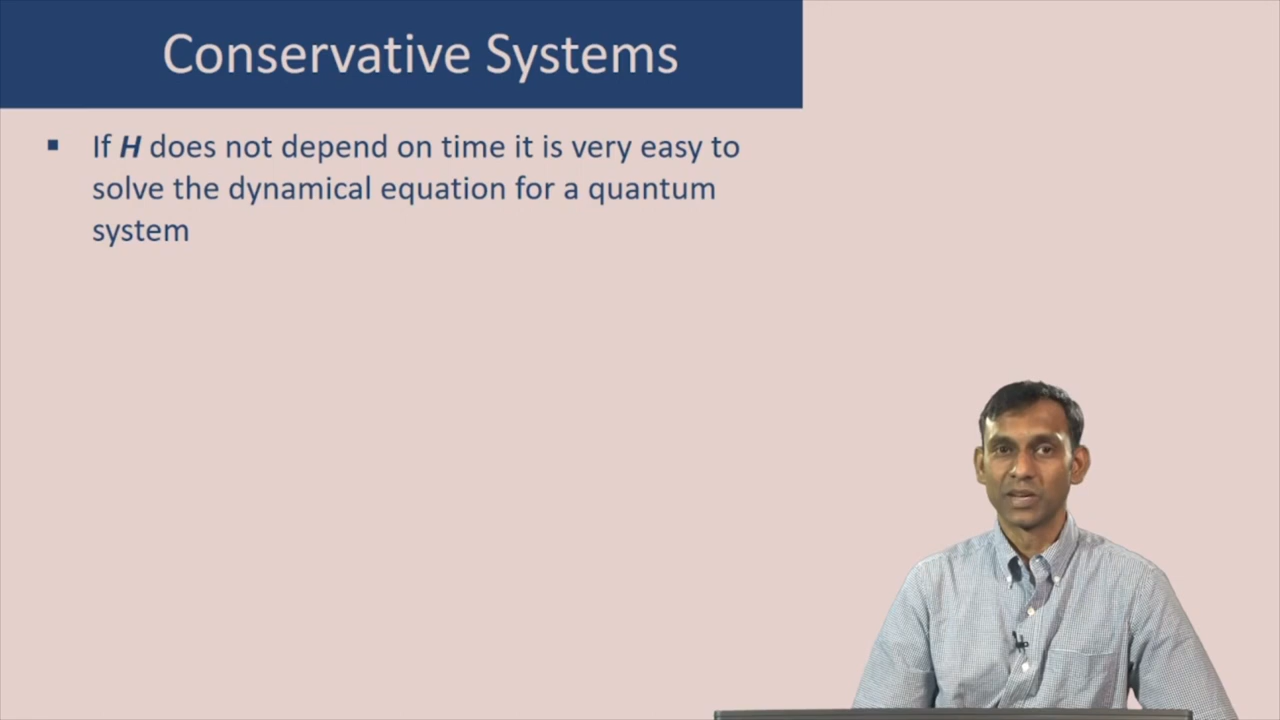 Conservative Systems
▪ If H does not depend on time it is very easy to
solve the dynamical equation for a quantum
system